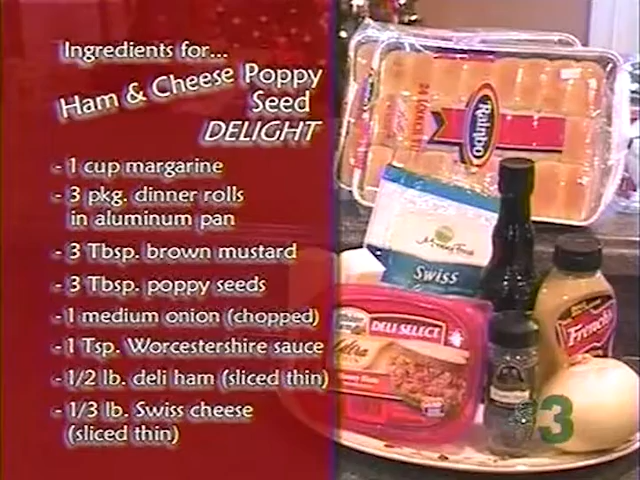 Ingredients for...
Ham & Cheese Poppy
Seed
DELIGHT
- 1 cup margarine
- 3 pkg. dinner rolls
in aluminum pan
- 3 Tbsp. brown mustard
- 3 Tbsp. poppy seeds
- 1 medium onion (chopped)
- 1 Tsp. Worcestershire sauce
- 1/2 lb. deli ham (sliced thin)
- 1/3 lb. Swiss cheese
(sliced thin)
Rainbo
Swiss
DELI SELECT
French's
3